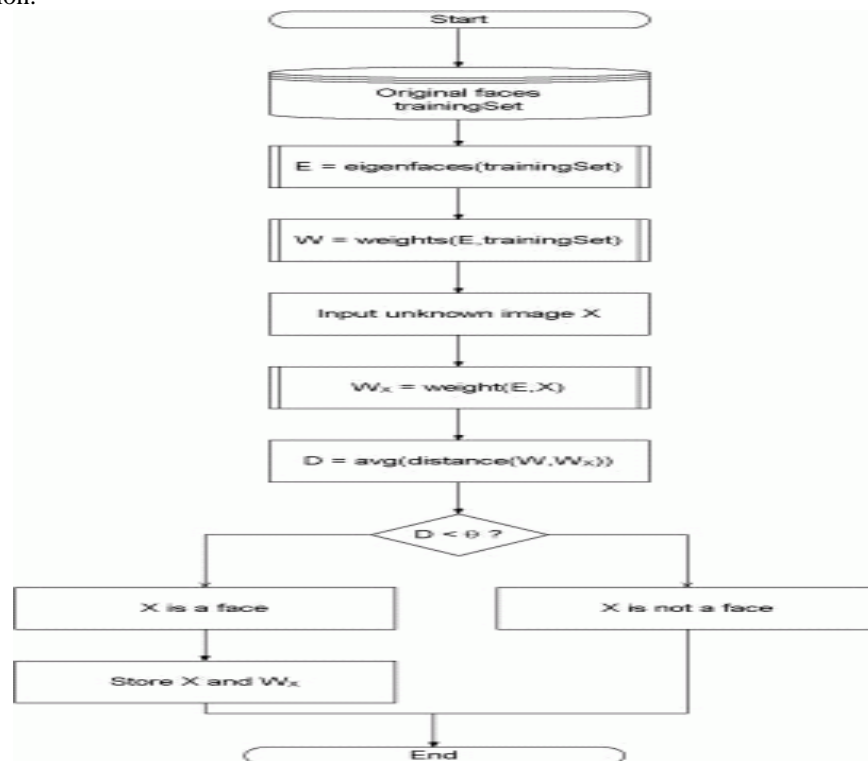 ion.
Start
Original faces
trainingSet
E = eigenfaces(trainingSet)
W = weights(E,trainingSet)
Input unknown image X
Wₓ = weight(E,X)
D = avg(distance(W,Wₓ))
D < θ ?
X is a face
X is not a face
Store X and Wₓ
End